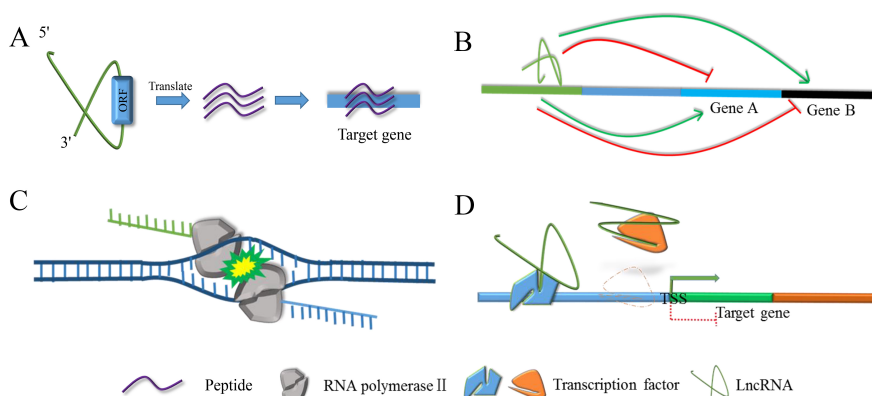 A
5'
ORF
3'
Translate
Target gene
B
Gene A
Gene B
C
D
TSS
Target gene
Peptide
RNA polymerase II
Transcription factor
LncRNA